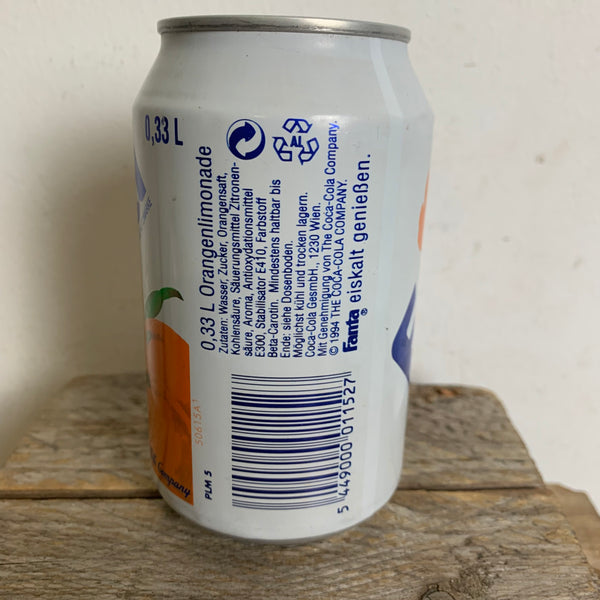 0,33 L
AL
0,33 L Orangenlimonade
Zutaten: Wasser, Zucker, Orangensaft,
Kohlensäure, Säuerungsmittel Zitronen-
säure, Aroma, Antioxydationsmittel
E300, Stabilisator E410, Farbstoff
Beta-Carotin. Mindestens haltbar bis
Ende: siehe Dosenboden.
Möglichst kühl und trocken lagern.
Coca-Cola GesmbH., 1230 Wien.
Mit Genehmigung von The Coca-Cola Company.
© 1994 THE COCA-COLA COMPANY.
Fanta® eiskalt genießen.
50615A1
PLM 5
Company
5 449000 011527